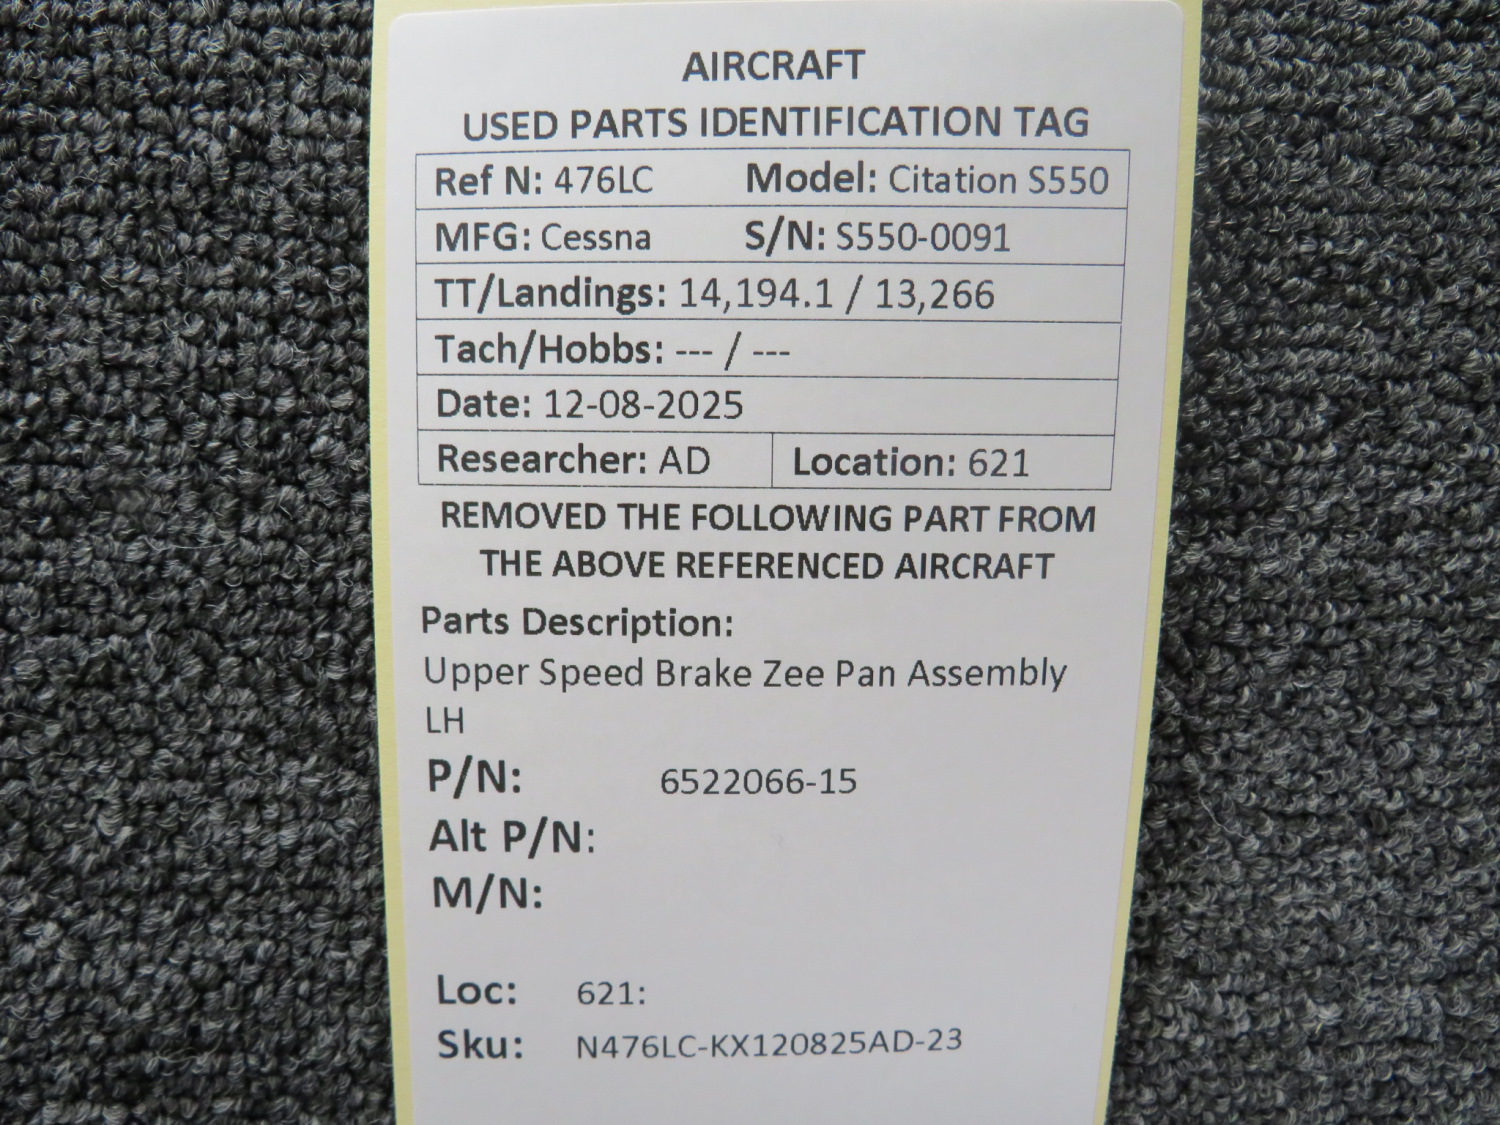 AIRCRAFT
USED PARTS IDENTIFICATION TAG
Ref N: 476LC Model: Citation S550
MFG: Cessna S/N: S550-0091
TT/Landings: 14,194.1 / 13,266
Tach/Hobbs: --- / ---
Date: 12-08-2025
Researcher: AD Location: 621
REMOVED THE FOLLOWING PART FROM
THE ABOVE REFERENCED AIRCRAFT
Parts Description:
Upper Speed Brake Zee Pan Assembly
LH
P/N: 6522066-15
Alt P/N:
M/N:
Loc: 621:
Sku: N476LC-KX120825AD-23